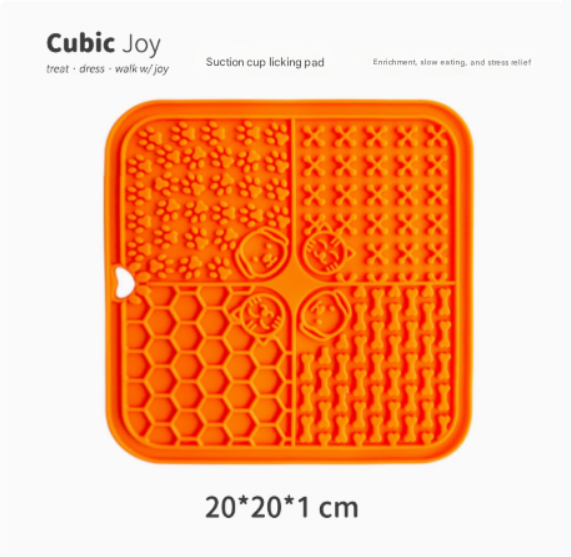 Cubic Joy
treat · dress · walk w/ joy
Suction cup licking pad
Enrichment, slow eating, and stress relief
20*20*1 cm